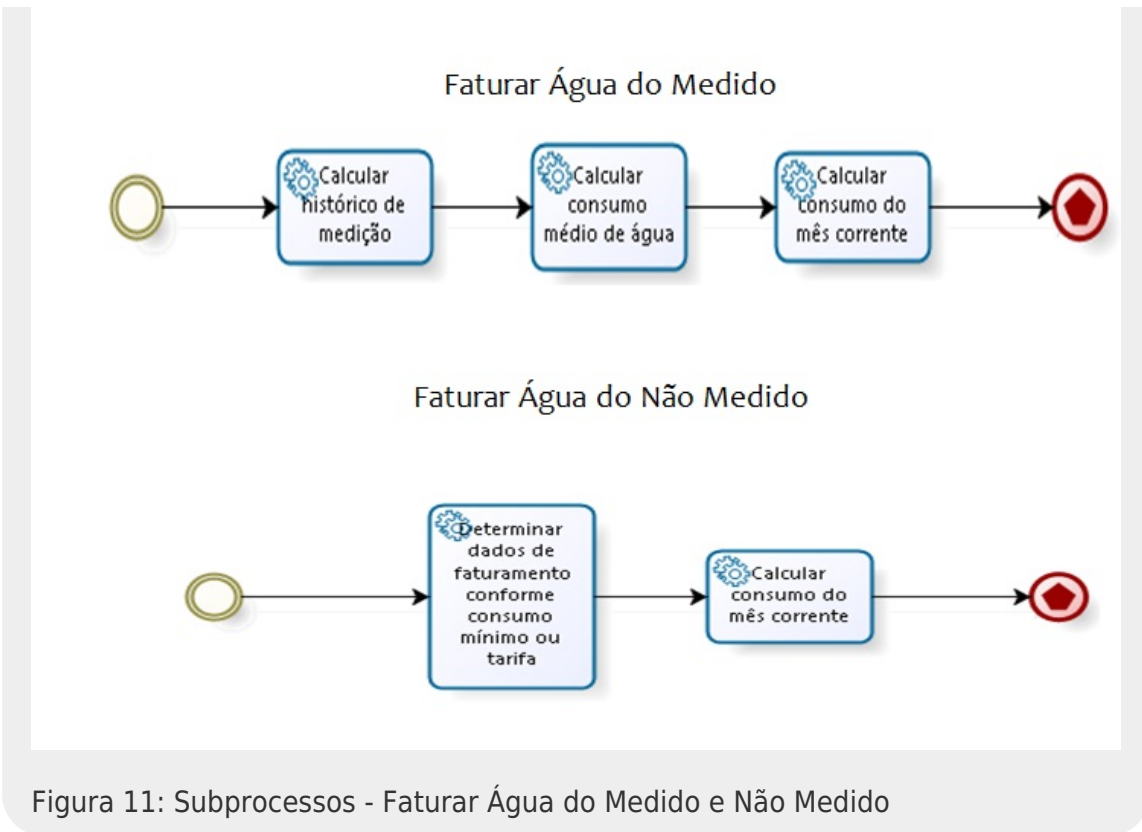 Faturar Água do Medido
Calcular
histórico de
medição
Calcular
consumo
médio de água
Calcular
consumo do
mês corrente
Faturar Água do Não Medido
Determinar
dados de
faturamento
conforme
consumo
mínimo ou
tarifa
Calcular
consumo do
mês corrente
Figura 11: Subprocessos - Faturar Água do Medido e Não Medido